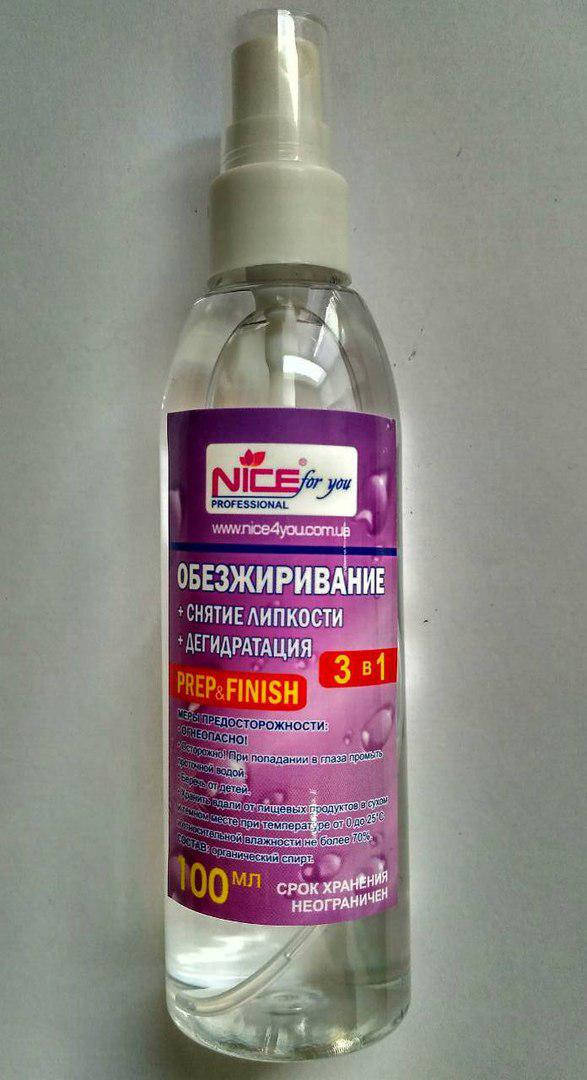 NICE® for you
PROFESSIONAL
www.nice4you.com.ua
ОБЕЗЖИРИВАНИЕ
+ СНЯТИЕ ЛИПКОСТИ
+ ДЕГИДРАТАЦИЯ
3 в 1
PREP&FINISH
МЕРЫ ПРЕДОСТОРОЖНОСТИ:
- ОГНЕОПАСНО!
- Осторожно! При попадании в глаза промыть
проточной водой.
- Беречь от детей.
- Хранить вдали от пищевых продуктов в сухом
и темном месте при температуре от 0 до 25°С
и относительной влажности не более 70%.
СОСТАВ: органический спирт.
100 МЛ
СРОК ХРАНЕНИЯ
НЕОГРАНИЧЕН